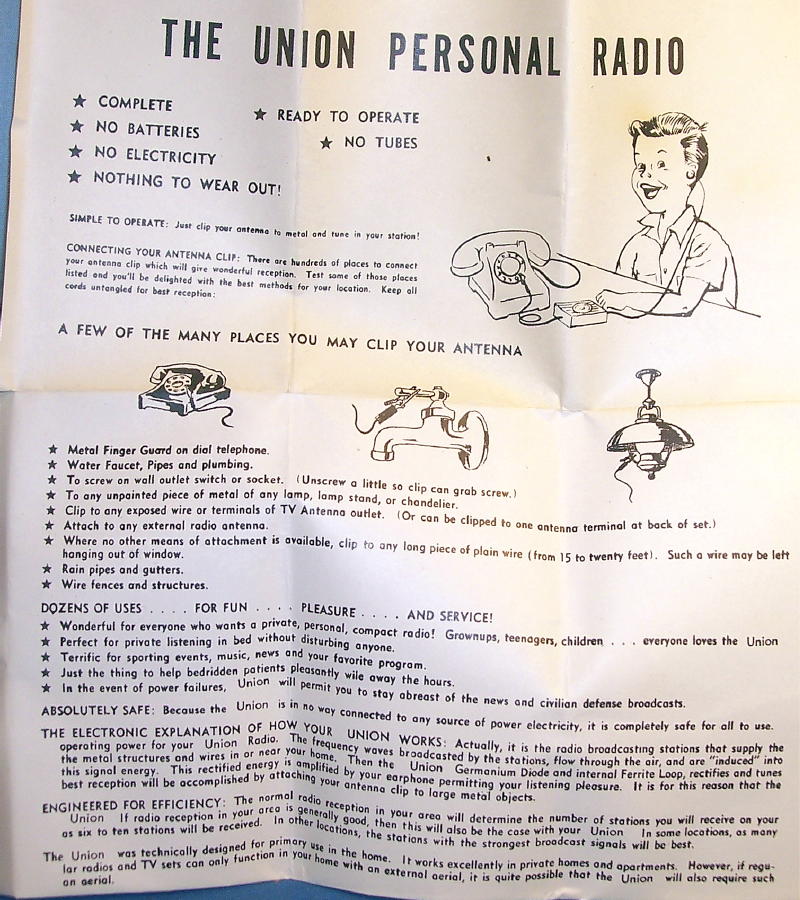 THE UNION PERSONAL RADIO
★ COMPLETE
★ NO BATTERIES
★ NO ELECTRICITY
★ NOTHING TO WEAR OUT!
★ READY TO OPERATE
★ NO TUBES
SIMPLE TO OPERATE: Just clip your antenna to metal and tune in your station!
CONNECTING YOUR ANTENNA CLIP: There are hundreds of places to connect
your antenna clip which will give wonderful reception. Test some of those places
listed and you'll be delighted with the best methods for your location. Keep all
cords untangled for best reception:
A FEW OF THE MANY PLACES YOU MAY CLIP YOUR ANTENNA
★ Metal Finger Guard on dial telephone.
★ Water Faucet, Pipes and plumbing.
★ To screw on wall outlet switch or socket. (Unscrew a little so clip can grab screw.)
★ To any unpainted piece of metal of any lamp, lamp stand, or chandelier.
★ Clip to any exposed wire or terminals of TV Antenna outlet. (Or can be clipped to one antenna terminal at back of set.)
★ Attach to any external radio antenna.
★ Where no other means of attachment is available, clip to any long piece of plain wire (from 15 to twenty feet). Such a wire may be left
hanging out of window.
★ Rain pipes and gutters.
★ Wire fences and structures.
DOZENS OF USES . . . . FOR FUN . . . . PLEASURE . . . . AND SERVICE!
★ Wonderful for everyone who wants a private, personal, compact radio! Grownups, teenagers, children . . . everyone loves the Union
★ Perfect for private listening in bed without disturbing anyone.
★ Terrific for sporting events, music, news and your favorite program.
★ Just the thing to help bedridden patients pleasantly wile away the hours.
★ In the event of power failures, Union will permit you to stay abreast of the news and civilian defense broadcasts.
ABSOLUTELY SAFE: Because the Union is in no way connected to any source of power electricity, it is completely safe for all to use.
THE ELECTRONIC EXPLANATION OF HOW YOUR UNION WORKS: Actually, it is the radio broadcasting stations that supply the
operating power for your Union Radio. The frequency waves broadcasted by the stations, flow through the air, and are "induced" into
the metal structures and wires in or near your home. Then the Union Germanium Diode and internal Ferrite Loop, rectifies and tunes
this signal energy. This rectified energy is amplified by your earphone permitting your listening pleasure. It is for this reason that the
best reception will be accomplished by attaching your antenna clip to large metal objects.
ENGINEERED FOR EFFICIENCY: The normal radio reception in your area will determine the number of stations you will receive on your
Union If radio reception in your area is generally good, then this will also be the case with your Union In some locations, as many
as six to ten stations will be received. In other locations, the stations with the strongest broadcast signals will be best.
The Union was technically designed for primary use in the home. It works excellently in private homes and apartments. However, if regu-
lar radios and TV sets can only function in your home with an external aerial, it is quite possible that the Union will also require such
an aerial.